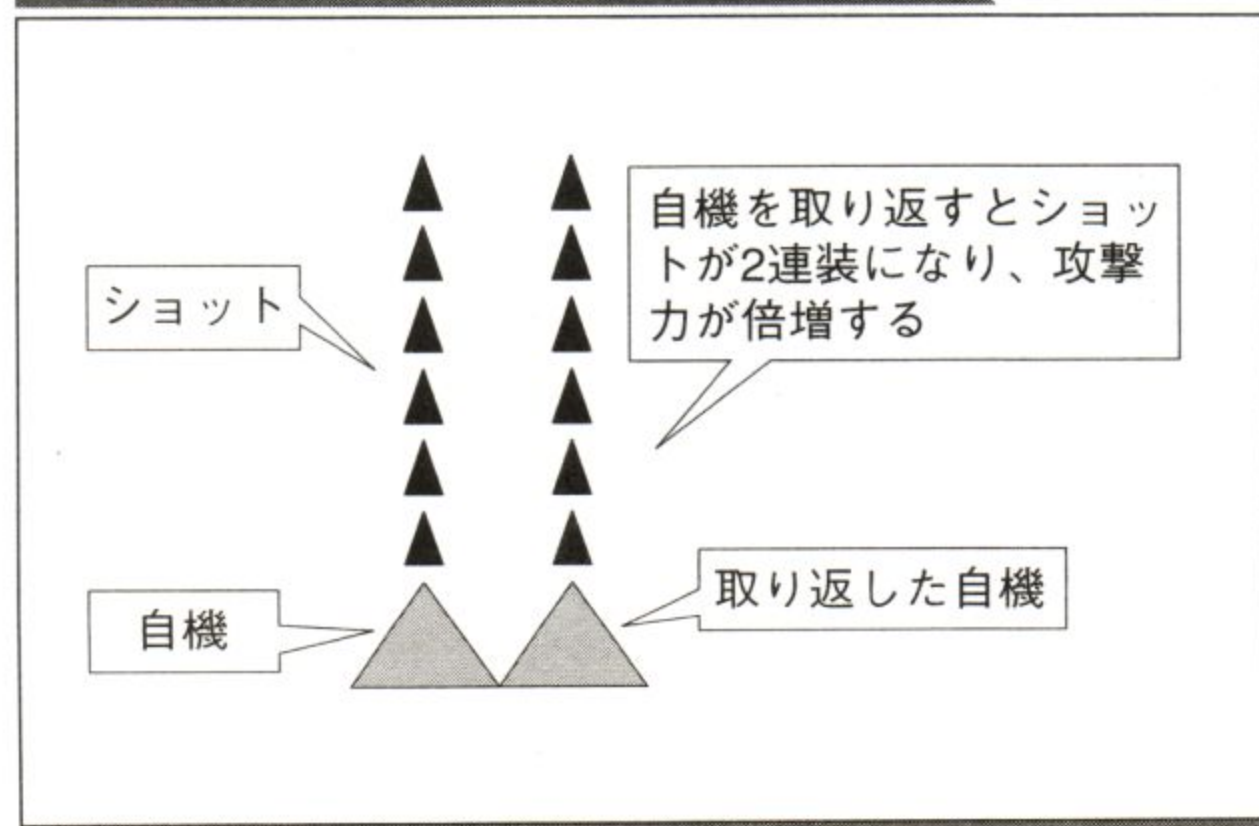 ショット
自機を取り返すとショッ
トが2連装になり、攻撃
力が倍増する
自機
取り返した自機